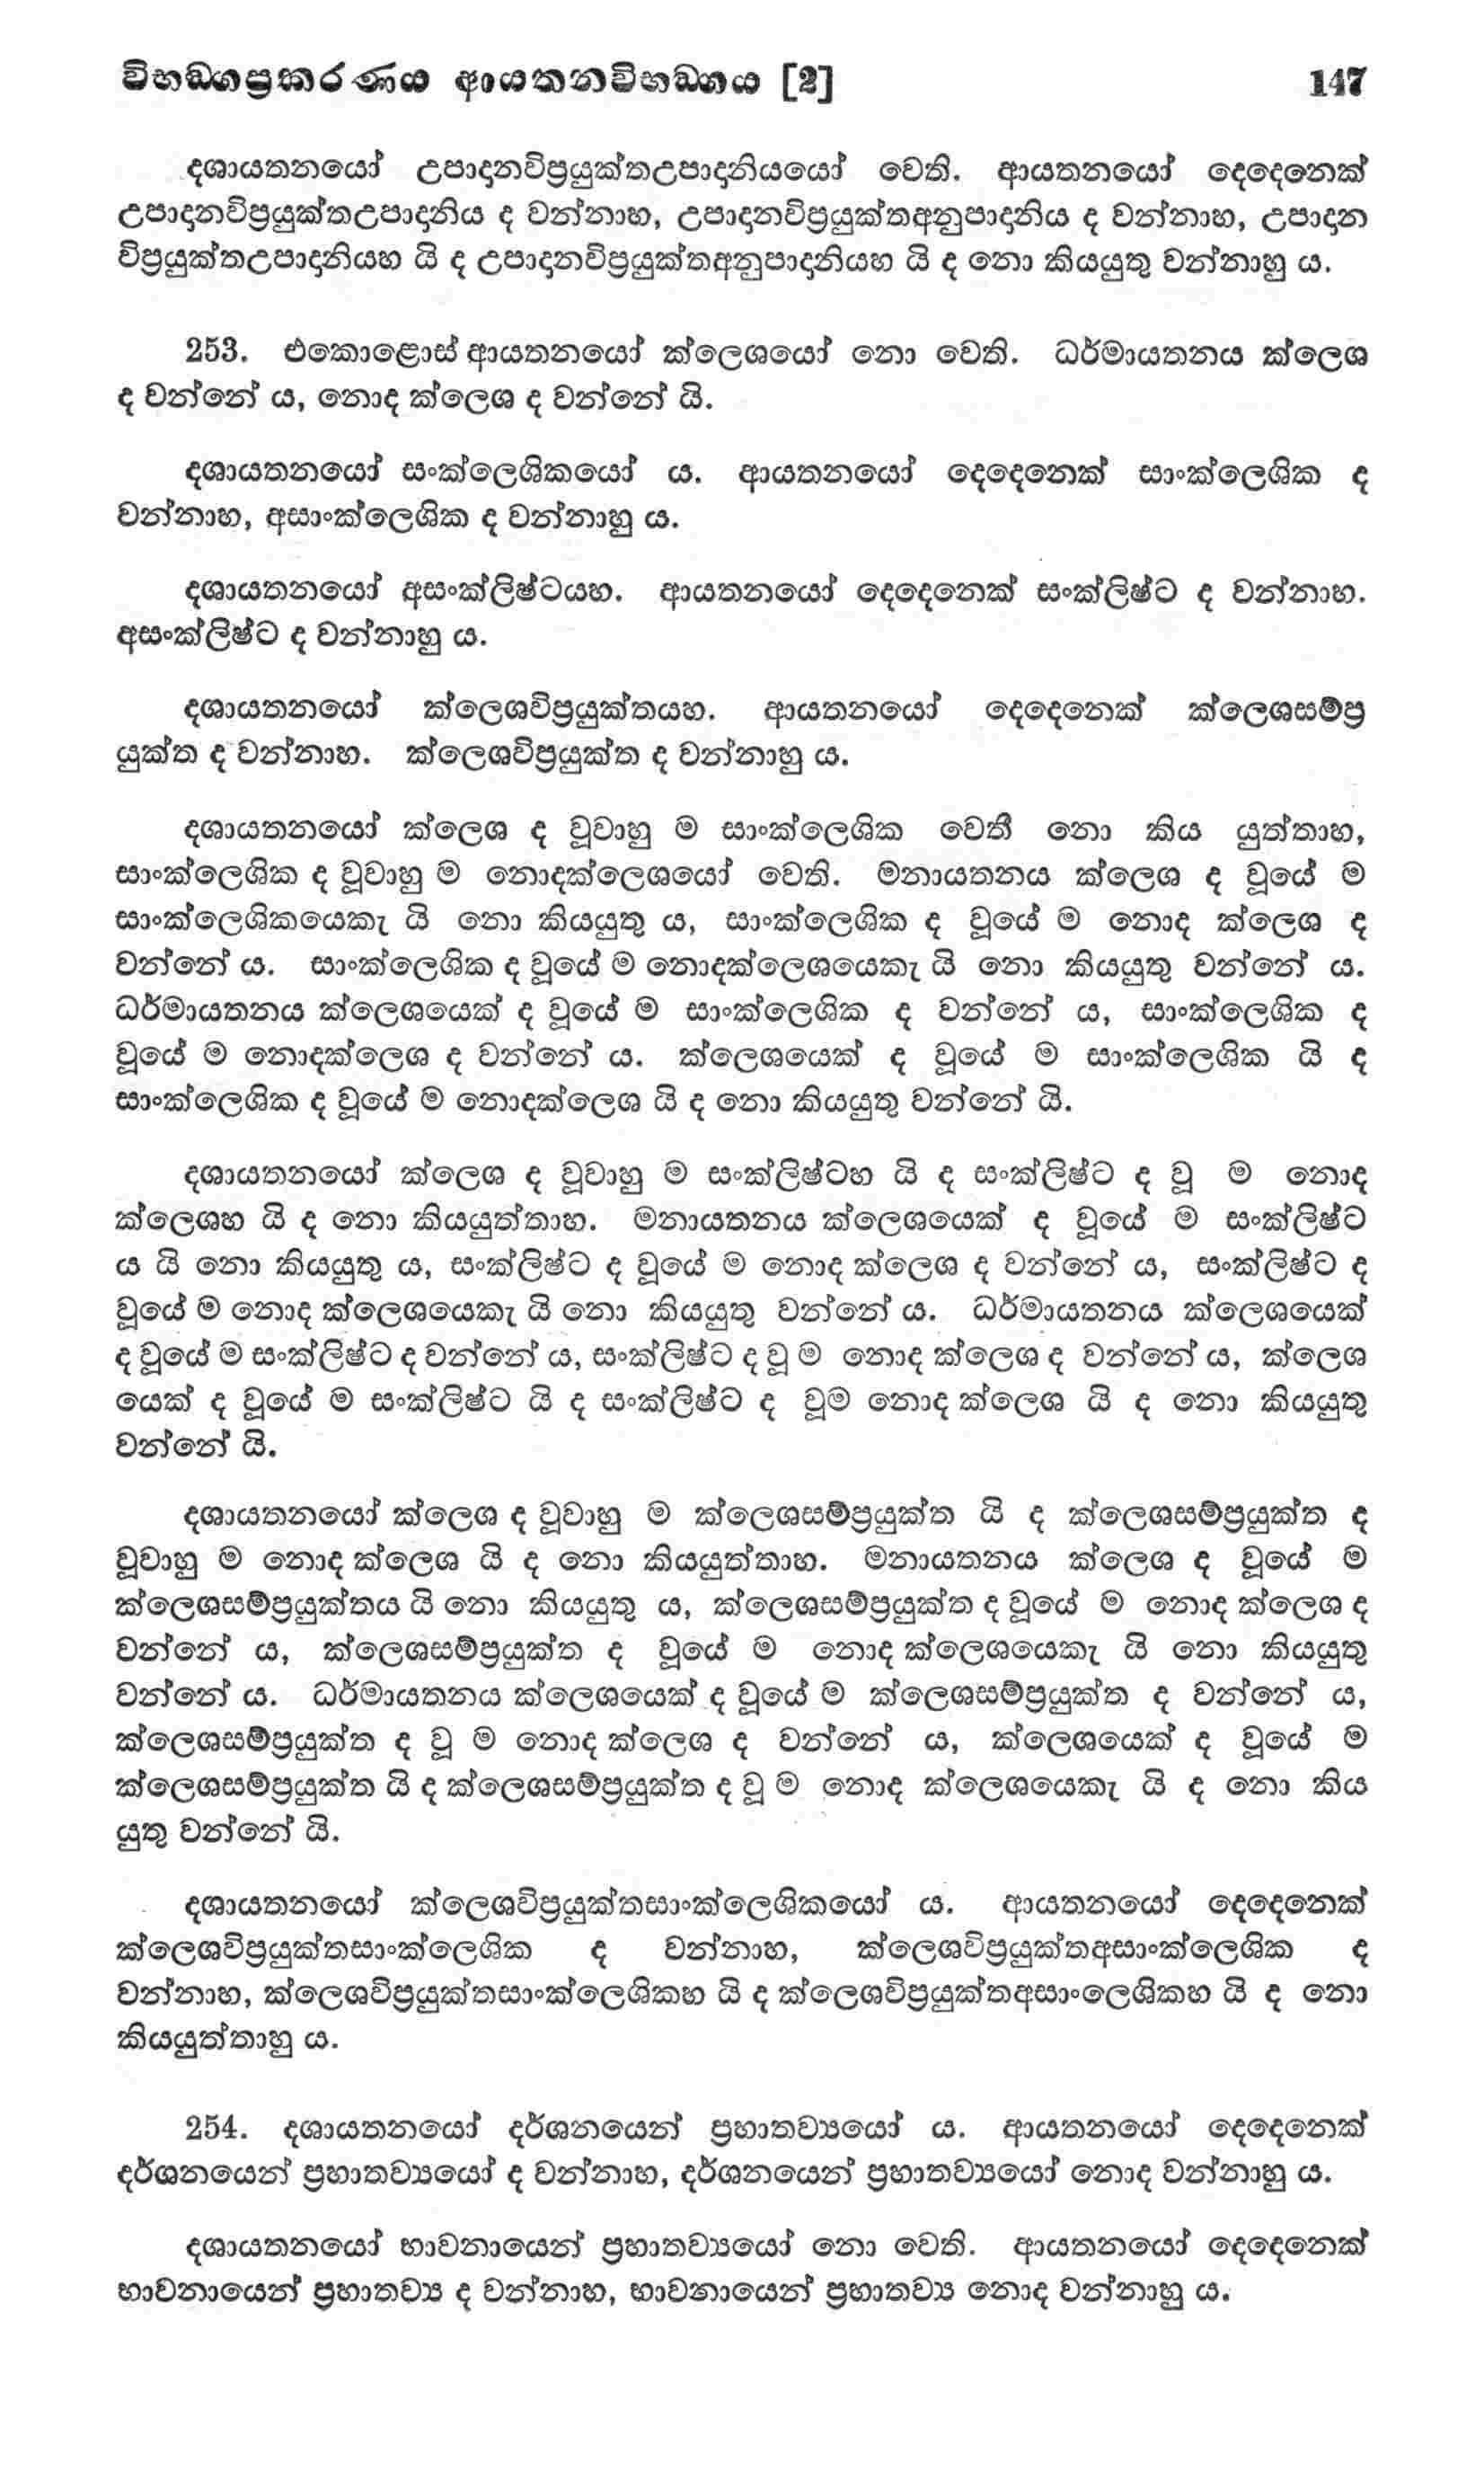 විභඞ්ගප්‍රකරණය ආයතනවිභඞ්ගය [2] 147
දශායතනයෝ උපාදානවිප්‍රයුක්තඋපාදානියයෝ වෙති. ආයතනයෝ දෙදෙනෙක්
උපාදානවිප්‍රයුක්තඋපාදානිය ද වන්නාහ, උපාදානවිප්‍රයුක්තඅනුපාදානිය ද වන්නාහ, උපාදාන
විප්‍රයුක්තඋපාදානියහ යි ද උපාදානවිප්‍රයුක්තඅනුපාදානියහ යි ද නො කියයුතු වන්නාහු ය.
253. එකොළොස් ආයතනයෝ ක්ලෙශයෝ නො වෙති. ධර්මායතනය ක්ලෙශ
ද වන්නේ ය, නොද ක්ලෙශ ද වන්නේ යි.
දශායතනයෝ සංක්ලෙශිකයෝ ය. ආයතනයෝ දෙදෙනෙක් සාංක්ලෙශික ද
වන්නාහ, අසාංක්ලෙශික ද වන්නාහු ය.
දශායතනයෝ අසංක්ලිෂ්ටයහ. ආයතනයෝ දෙදෙනෙක් සංක්ලිෂ්ට ද වන්නාහ.
අසංක්ලිෂ්ට ද වන්නාහු ය.
දශායතනයෝ ක්ලෙශවිප්‍රයුක්තයහ. ආයතනයෝ දෙදෙනෙක් ක්ලෙශසම්ප්‍ර
යුක්ත ද වන්නාහ. ක්ලෙශවිප්‍රයුක්ත ද වන්නාහු ය.
දශායතනයෝ ක්ලෙශ ද වූවාහු ම සාංක්ලෙශික වෙතී නො කිය යුත්තාහ,
සාංක්ලෙශික ද වූවාහු ම නොදක්ලෙශයෝ වෙති. මනායතනය ක්ලෙශ ද වූයේ ම
සාංක්ලෙශිකයෙකැ යි නො කියයුතු ය, සාංක්ලෙශික ද වූයේ ම නොද ක්ලෙශ ද
වන්නේ ය. සාංක්ලෙශික ද වූයේ ම නොදක්ලෙශයෙකැ යි නො කියයුතු වන්නේ ය.
ධර්මායතනය ක්ලෙශයෙක් ද වූයේ ම සාංක්ලෙශික ද වන්නේ ය, සාංක්ලෙශික ද
වූයේ ම නොදක්ලෙශ ද වන්නේ ය. ක්ලෙශයෙක් ද වූයේ ම සාංක්ලෙශික යි ද
සාංක්ලෙශික ද වූයේ ම නොදක්ලෙශ යි ද නො කියයුතු වන්නේ යි.
දශායතනයෝ ක්ලෙශ ද වූවාහු ම සංක්ලිෂ්ටහ යි ද සංක්ලිෂ්ට ද වූ ම නොද
ක්ලෙශහ යි ද නො කියයුත්තාහ. මනායතනය ක්ලෙශයෙක් ද වූයේ ම සංක්ලිෂ්ට
ය යි නො කියයුතු ය, සංක්ලිෂ්ට ද වූයේ ම නොද ක්ලෙශ ද වන්නේ ය, සංක්ලිෂ්ට ද
වූයේ ම නොද ක්ලෙශයෙකැ යි නො කියයුතු වන්නේ ය. ධර්මායතනය ක්ලෙශයෙක්
ද වූයේ ම සංක්ලිෂ්ට ද වන්නේ ය, සංක්ලිෂ්ට ද වූ ම නොද ක්ලෙශ ද වන්නේ ය, ක්ලෙශ
යෙක් ද වූයේ ම සංක්ලිෂ්ට යි ද සංක්ලිෂ්ට ද වූම නොද ක්ලෙශ යි ද නො කියයුතු
වන්නේ යි.
දශායතනයෝ ක්ලෙශ ද වූවාහු ම ක්ලෙශසම්ප්‍රයුක්ත යි ද ක්ලෙශසම්ප්‍රයුක්ත ද
වූවාහු ම නොද ක්ලෙශ යි ද නො කියයුත්තාහ. මනායතනය ක්ලෙශ ද වූයේ ම
ක්ලෙශසම්ප්‍රයුක්තය යි නො කියයුතු ය, ක්ලෙශසම්ප්‍රයුක්ත ද වූයේ ම නොද ක්ලෙශ ද
වන්නේ ය, ක්ලෙශසම්ප්‍රයුක්ත ද වූයේ ම නොද ක්ලෙශයෙකැ යි නො කියයුතු
වන්නේ ය. ධර්මායතනය ක්ලෙශයෙක් ද වූයේ ම ක්ලෙශසම්ප්‍රයුක්ත ද වන්නේ ය,
ක්ලෙශසම්ප්‍රයුක්ත ද වූ ම නොද ක්ලෙශ ද වන්නේ ය, ක්ලෙශයෙක් ද වූයේ ම
ක්ලෙශසම්ප්‍රයුක්ත යි ද ක්ලෙශසම්ප්‍රයුක්ත ද වූ ම නොද ක්ලෙශයෙකැ යි ද නො කිය
යුතු වන්නේ යි.
දශායතනයෝ ක්ලෙශවිප්‍රයුක්තසාංක්ලෙශිකයෝ ය. ආයතනයෝ දෙදෙනෙක්
ක්ලෙශවිප්‍රයුක්තසාංක්ලෙශික ද වන්නාහ, ක්ලෙශවිප්‍රයුක්තඅසාංක්ලෙශික ද
වන්නාහ, ක්ලෙශවිප්‍රයුක්තසාංක්ලෙශිකහ යි ද ක්ලෙශවිප්‍රයුක්තඅසාංලෙශිකහ යි ද නො
කියයුත්තාහු ය.
254. දශායතනයෝ දර්ශනයෙන් ප්‍රහාතව්‍යයෝ ය. ආයතනයෝ දෙදෙනෙක්
දර්ශනයෙන් ප්‍රහාතව්‍යයෝ ද වන්නාහ, දර්ශනයෙන් ප්‍රහාතව්‍යයෝ නොද වන්නාහු ය.
දශායතනයෝ භාවනායෙන් ප්‍රහාතව්‍යයෝ නො වෙති. ආයතනයෝ දෙදෙනෙක්
භාවනායෙන් ප්‍රහාතව්‍ය ද වන්නාහ, භාවනායෙන් ප්‍රහාතව්‍ය නොද වන්නාහු ය.